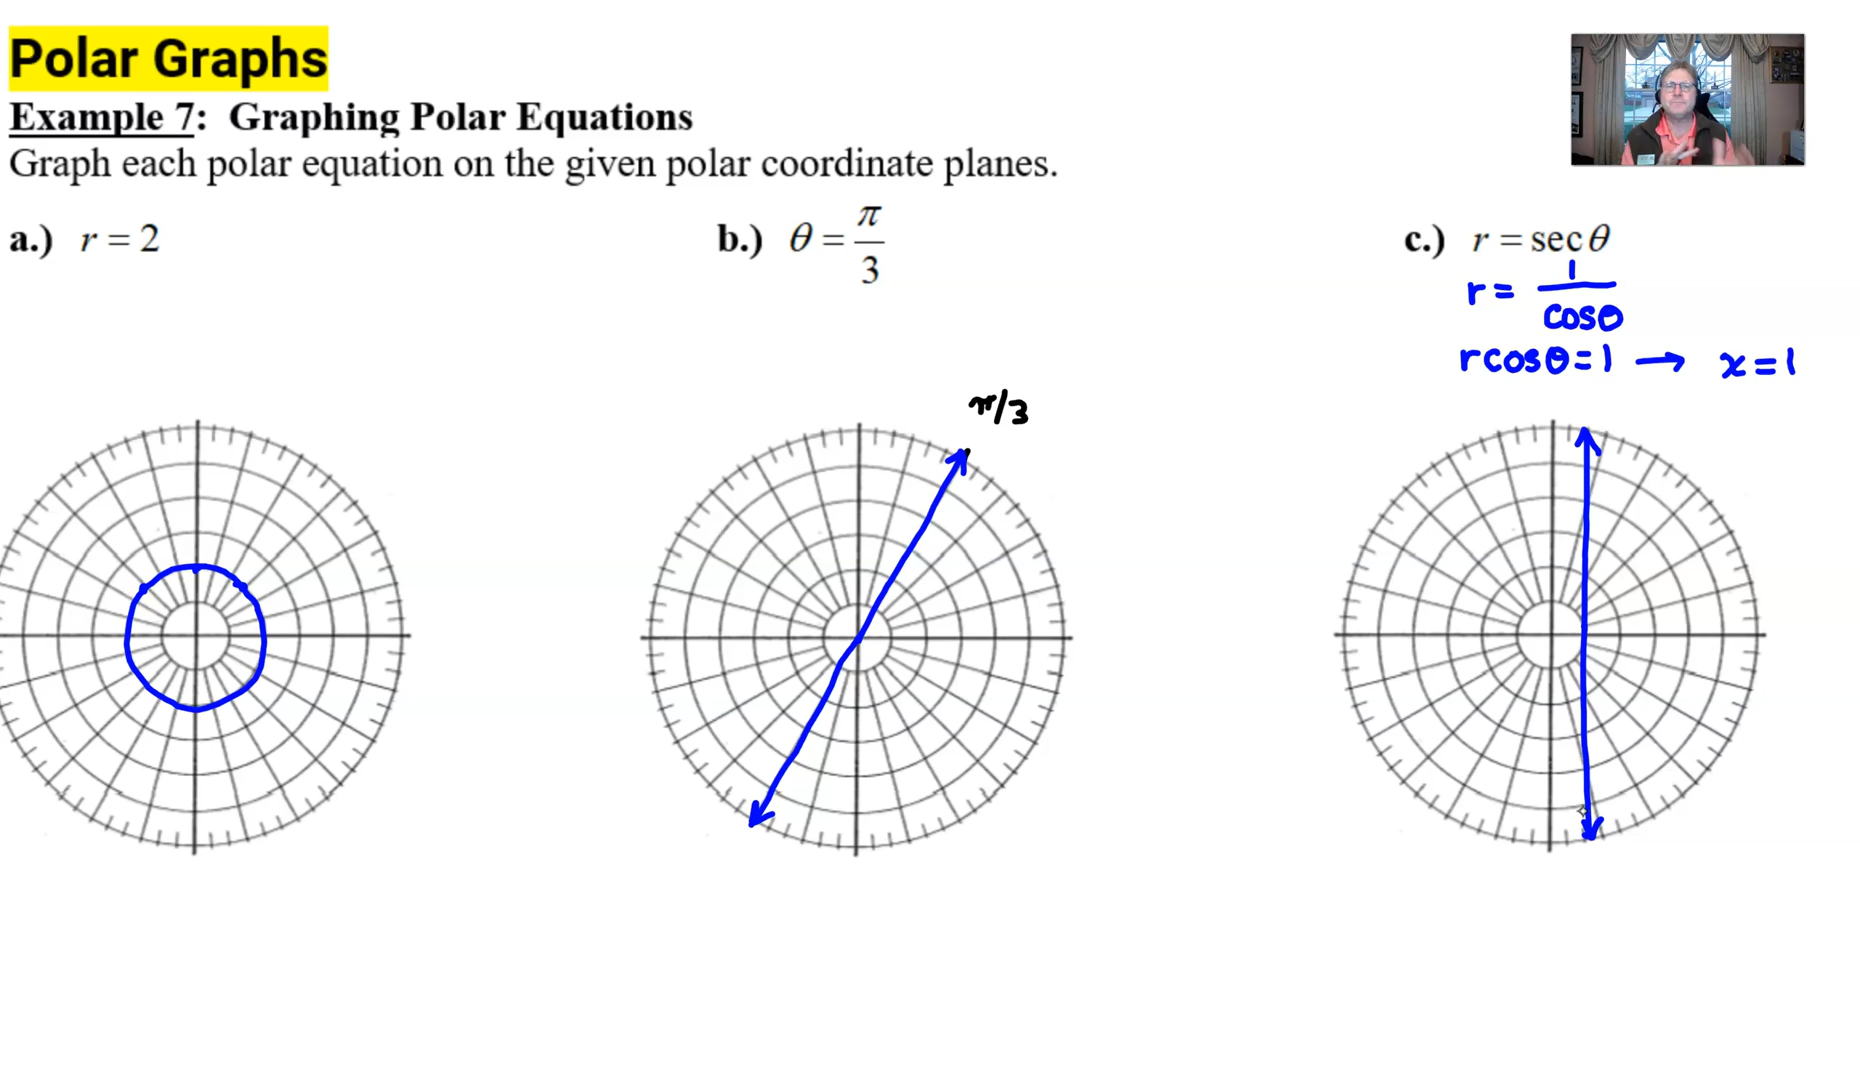 Polar Graphs
Example 7: Graphing Polar Equations
Graph each polar equation on the given polar coordinate planes.
a.) r = 2
b.) θ = π/3
c.) r = sec θ
r = 1/cosθ
rcosθ=1 → x=1
π/3